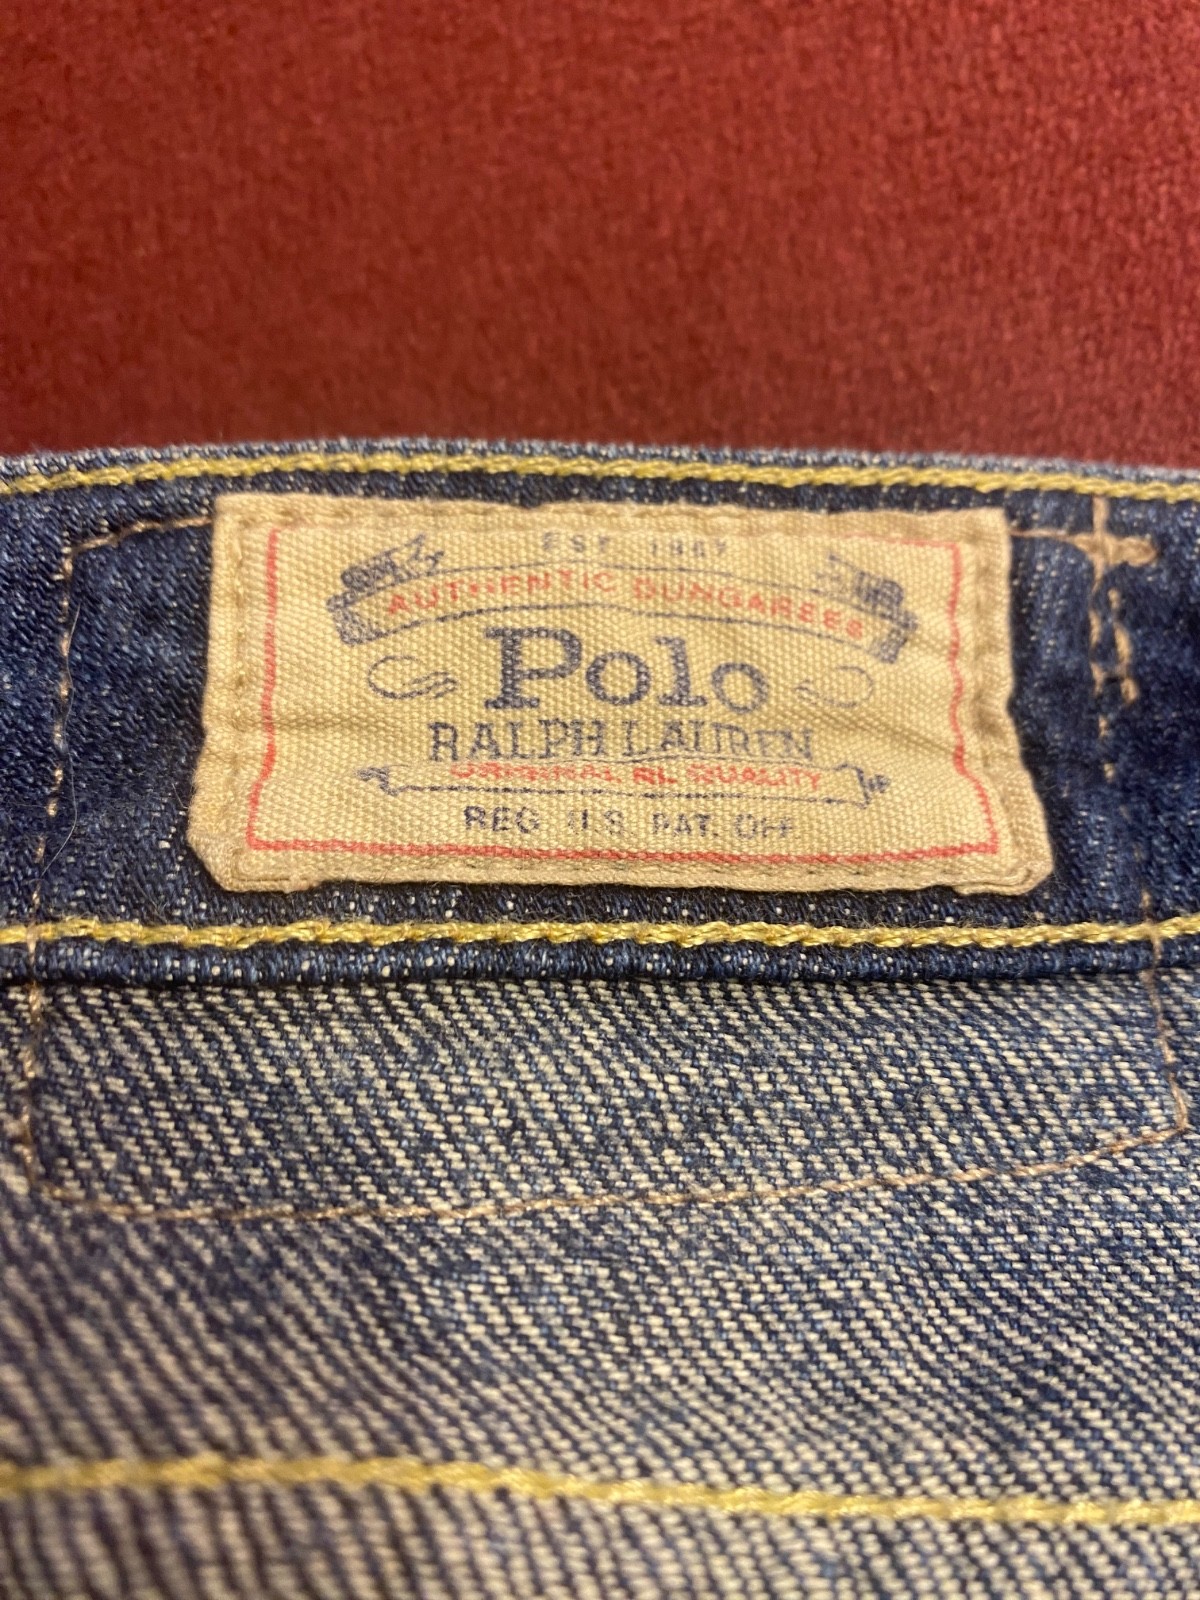 EST 1967
AUTHENTIC DUNGAREES
Polo
RALPH LAUREN
ORIGINAL RL QUALITY
REG. U.S. PAT. OFF.